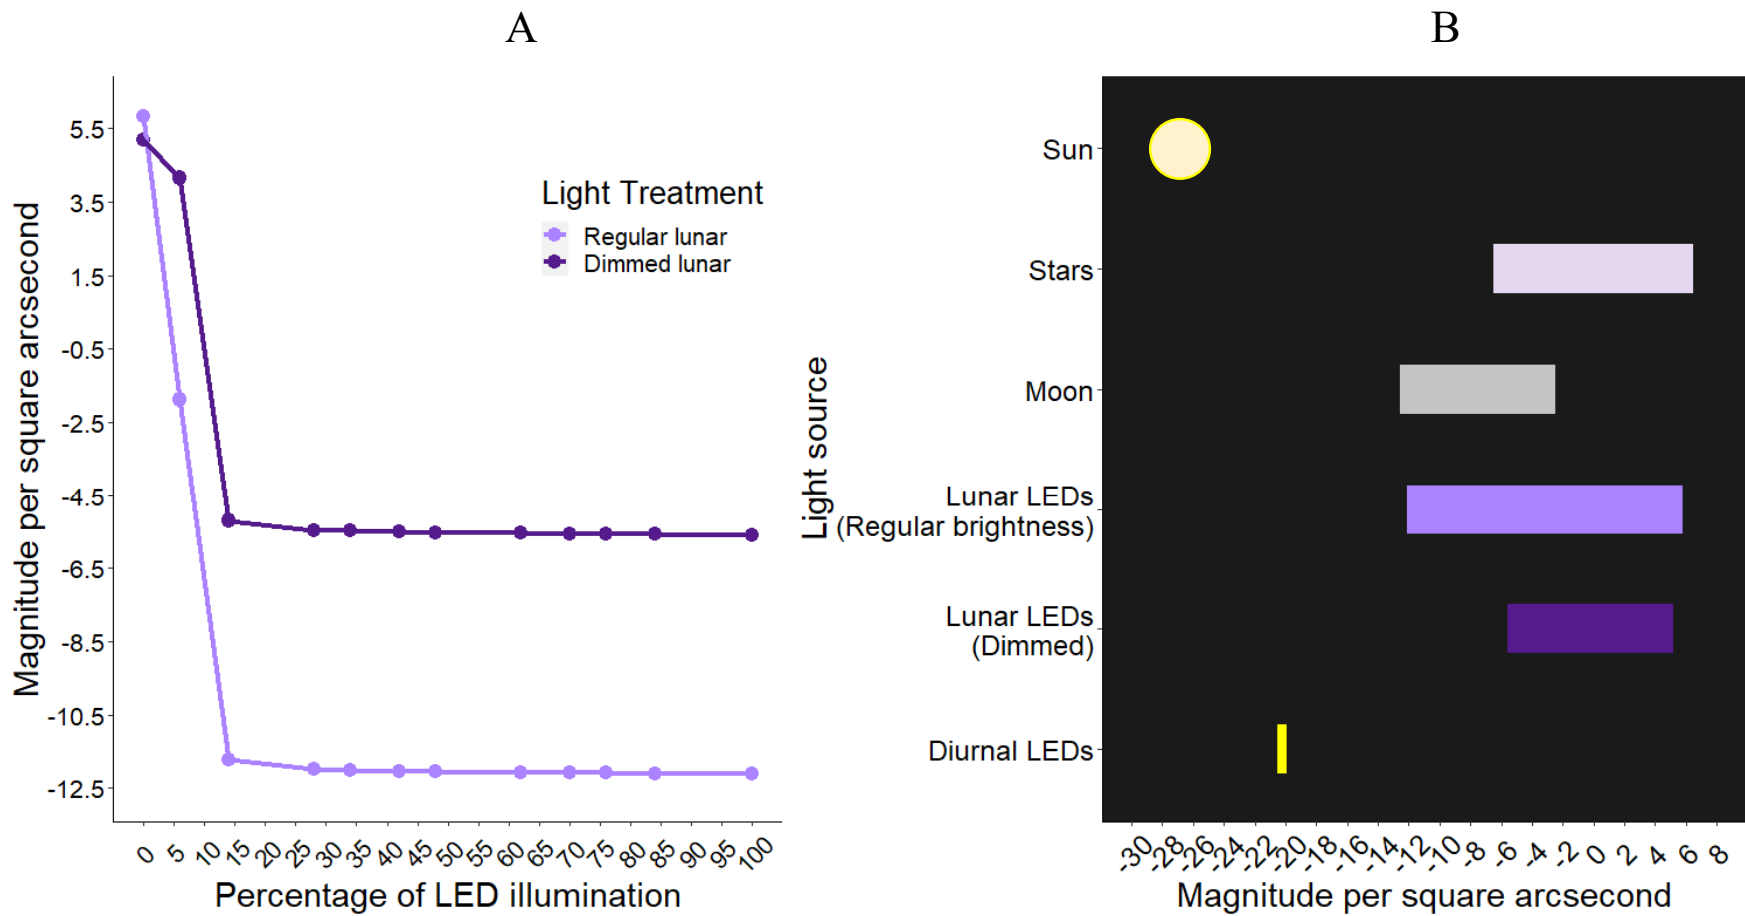 A
Magnitude per square arcsecond
5.5
3.5
1.5
-0.5
-2.5
-4.5
-6.5
-8.5
-10.5
-12.5
Light Treatment
Regular lunar
Dimmed lunar
0 5 10 15 20 25 30 35 40 45 50 55 60 65 70 75 80 85 90 95 100
Percentage of LED illumination
B
Light source
Sun
Stars
Moon
Lunar LEDs
(Regular brightness)
Lunar LEDs
(Dimmed)
Diurnal LEDs
-30 -28 -26 -24 -22 -20 -18 -16 -14 -12 -10 -8 -6 -4 -2 0 2 4 6 8
Magnitude per square arcsecond